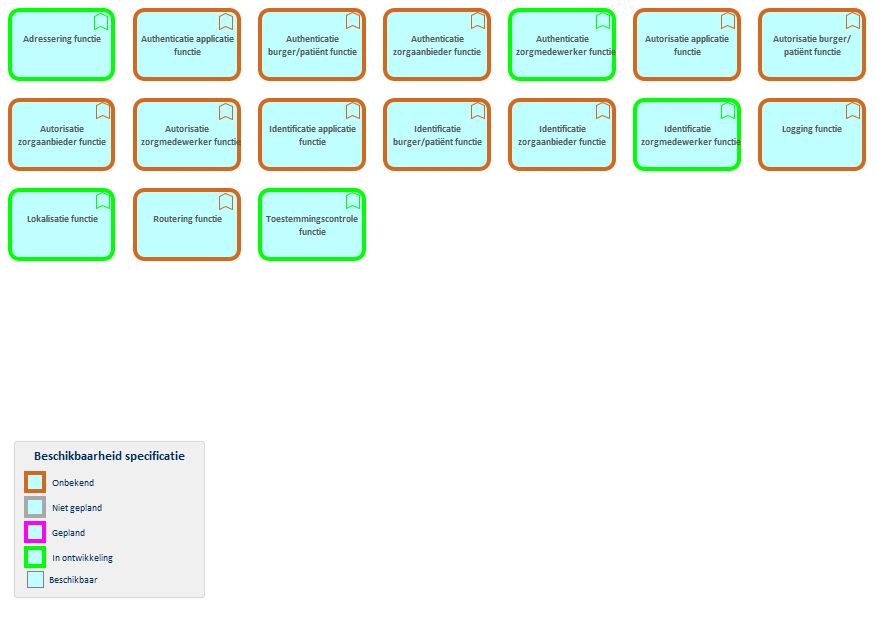 Adressering functie
Authenticatie applicatie
functie
Authenticatie
burger/patiënt functie
Authenticatie
zorgaanbieder functie
Authenticatie
zorgmedewerker functie
Autorisatie applicatie
functie
Autorisatie burger/
patiënt functie
Autorisatie
zorgaanbieder functie
Autorisatie
zorgmedewerker functie
Identificatie applicatie
functie
Identificatie
burger/patiënt functie
Identificatie
zorgaanbieder functie
Identificatie
zorgmedewerker functie
Logging functie
Lokalisatie functie
Routering functie
Toestemmingscontrole
functie
Beschikbaarheid specificatie
Onbekend
Niet gepland
Gepland
In ontwikkeling
Beschikbaar